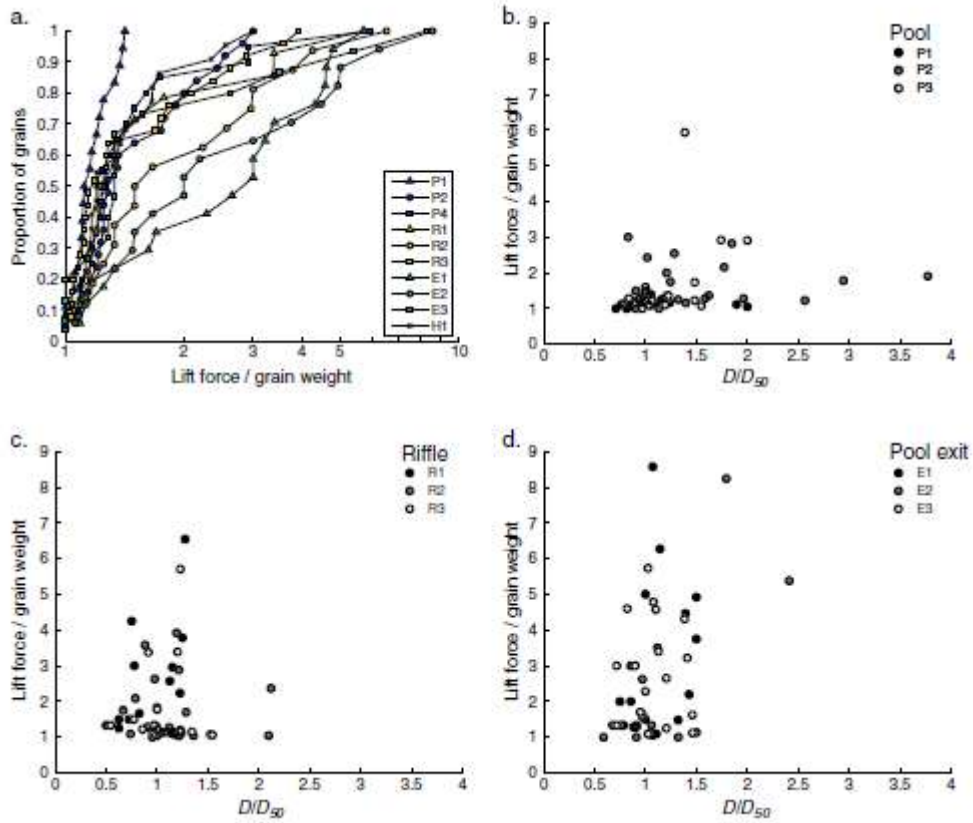 a.
Proportion of grains
1
0.9
0.8
0.7
0.6
0.5
0.4
0.3
0.2
0.1
0
1
2
3
5
10
Lift force / grain weight
P1
P2
P4
R1
R2
R3
E1
E2
E3
H1
b.
Pool
P1
P2
P3
Lift force / grain weight
9
8
7
6
5
4
3
2
1
0
0
0.5
1
1.5
2
2.5
3
3.5
4
D/D50
c.
Riffle
R1
R2
R3
Lift force / grain weight
9
8
7
6
5
4
3
2
1
0
0
0.5
1
1.5
2
2.5
3
3.5
4
D/D50
d.
Pool exit
E1
E2
E3
Lift force / grain weight
9
8
7
6
5
4
3
2
1
0
0
0.5
1
1.5
2
2.5
3
3.5
4
D/D50